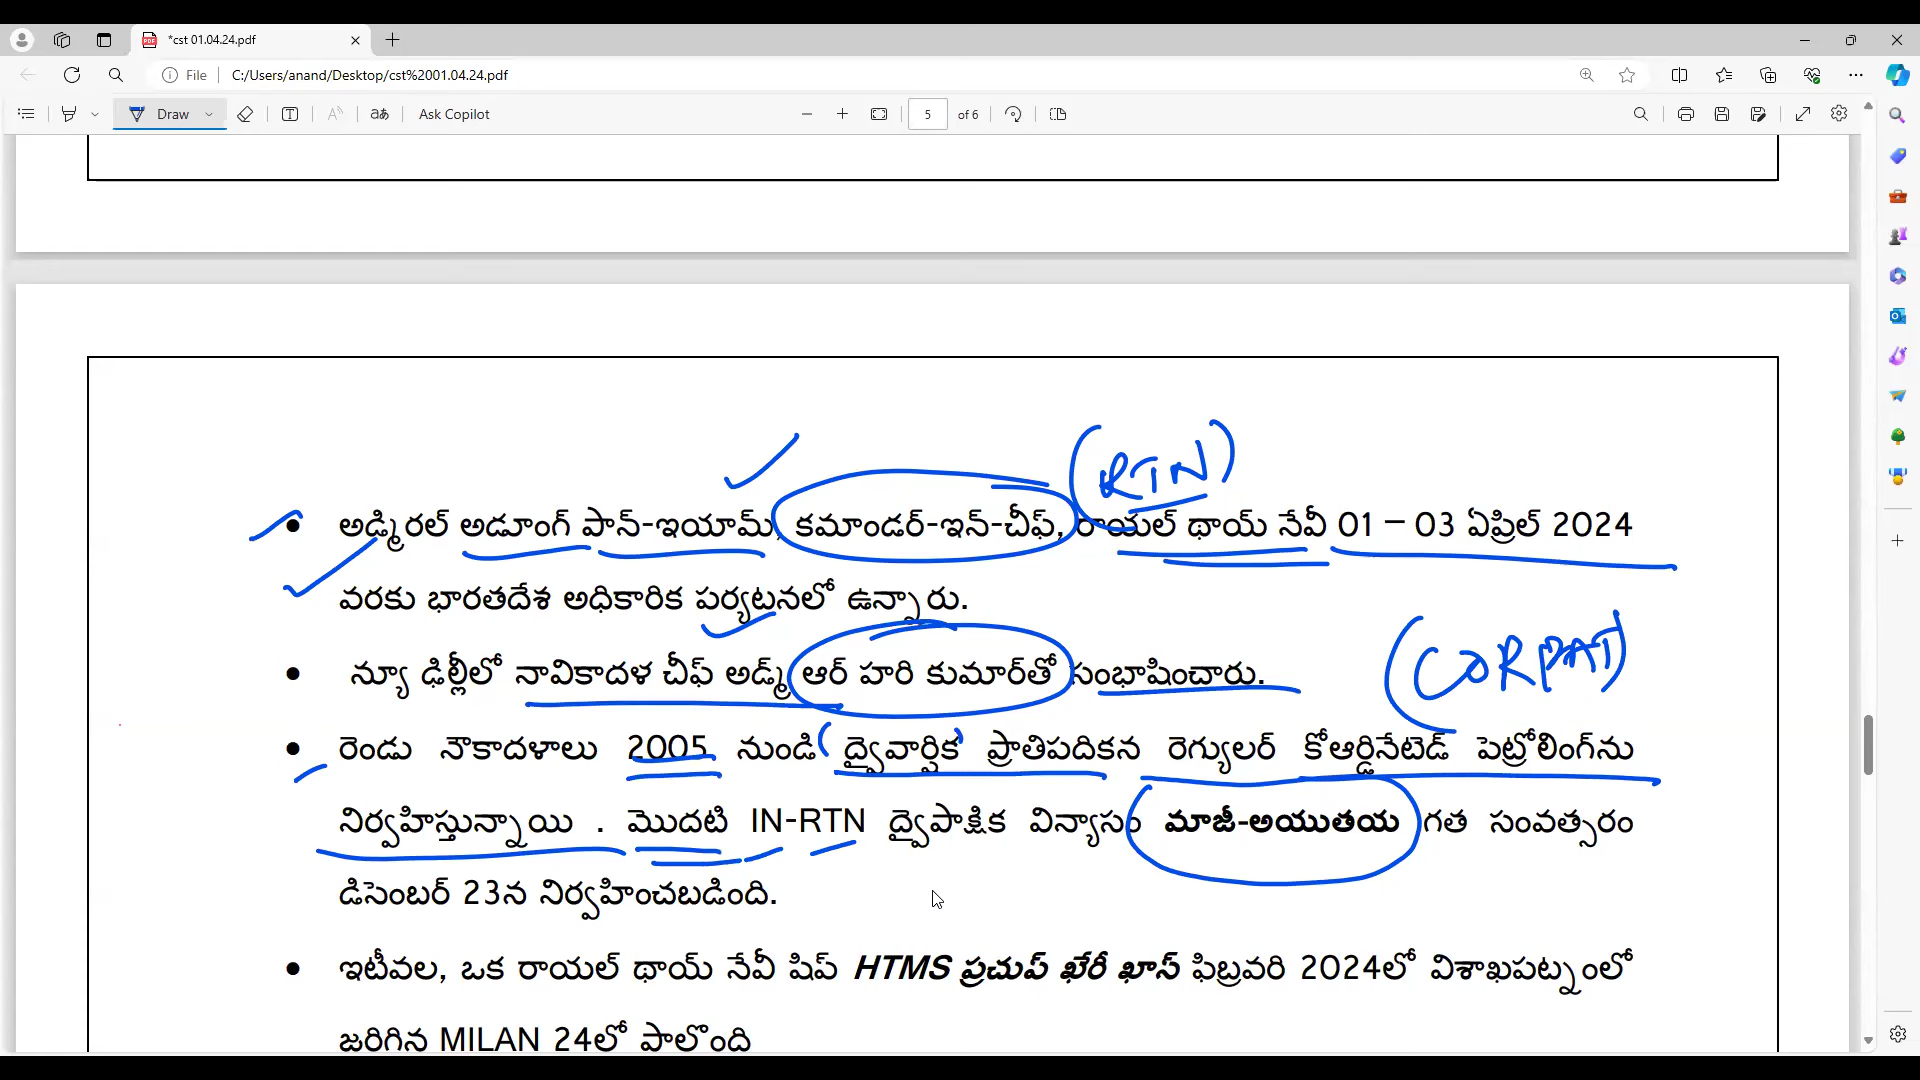 *cst 01.04.24.pdf
File C:/Users/anand/Desktop/cst%2001.04.24.pdf
Draw Ask Copilot 5 of 6
(RTN)
• అడ్మిరల్ అడూంగ్ పాన్-ఇయామ్, కమాండర్-ఇన్-చీఫ్, రాయల్ థాయ్ నేవీ 01 – 03 ఏప్రిల్ 2024
వరకు భారతదేశ అధికారిక పర్యటనలో ఉన్నారు.
(CORPAT)
• న్యూ ఢిల్లీలో నావికాదళ చీఫ్ అడ్మ్ ఆర్ హరి కుమార్‌తో సంభాషించారు.
• రెండు నౌకాదళాలు 2005 నుండి ద్వైవార్షిక ప్రాతిపదికన రెగ్యులర్ కోఆర్డినేటెడ్ పెట్రోలింగ్‌ను
నిర్వహిస్తున్నాయి . మొదటి IN-RTN ద్వైపాక్షిక విన్యాసం మాజీ-అయుతయ గత సంవత్సరం
డిసెంబర్ 23న నిర్వహించబడింది.
• ఇటీవల, ఒక రాయల్ థాయ్ నేవీ షిప్ HTMS ప్రచుప్ ఖేరీ ఖాన్ ఫిబ్రవరి 2024లో విశాఖపట్నంలో
జరిగిన MILAN 24లో పాల్గొంది